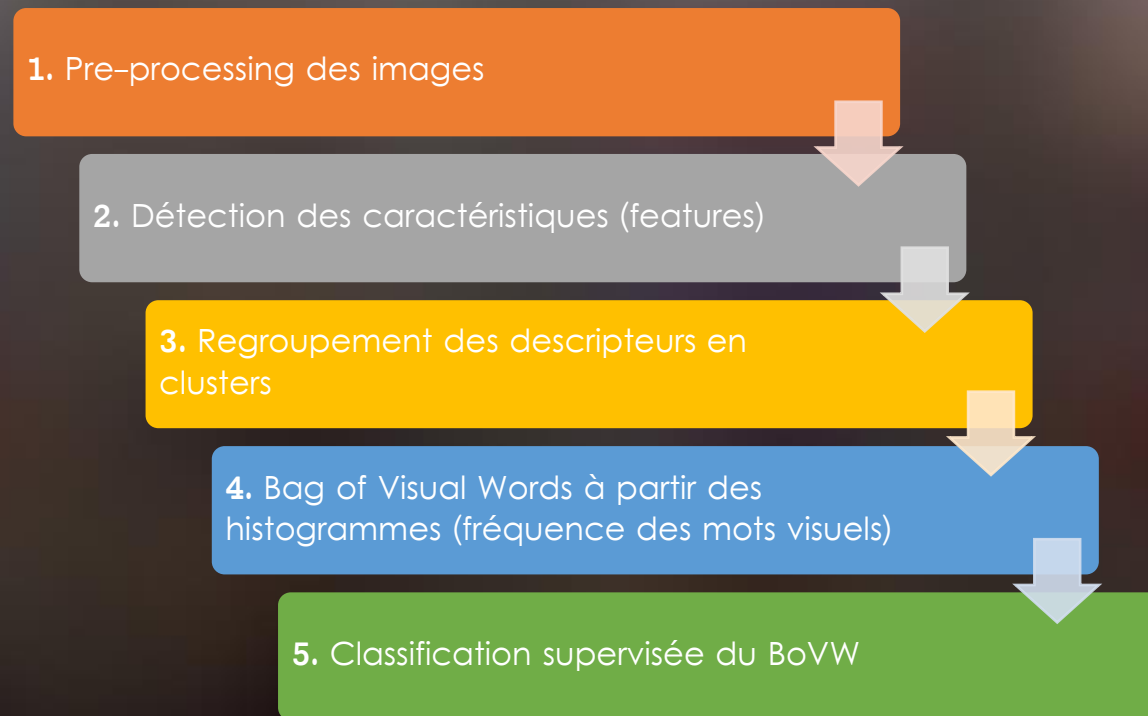 1. Pre-processing des images
2. Détection des caractéristiques (features)
3. Regroupement des descripteurs en
clusters
4. Bag of Visual Words à partir des
histogrammes (fréquence des mots visuels)
5. Classification supervisée du BoVW